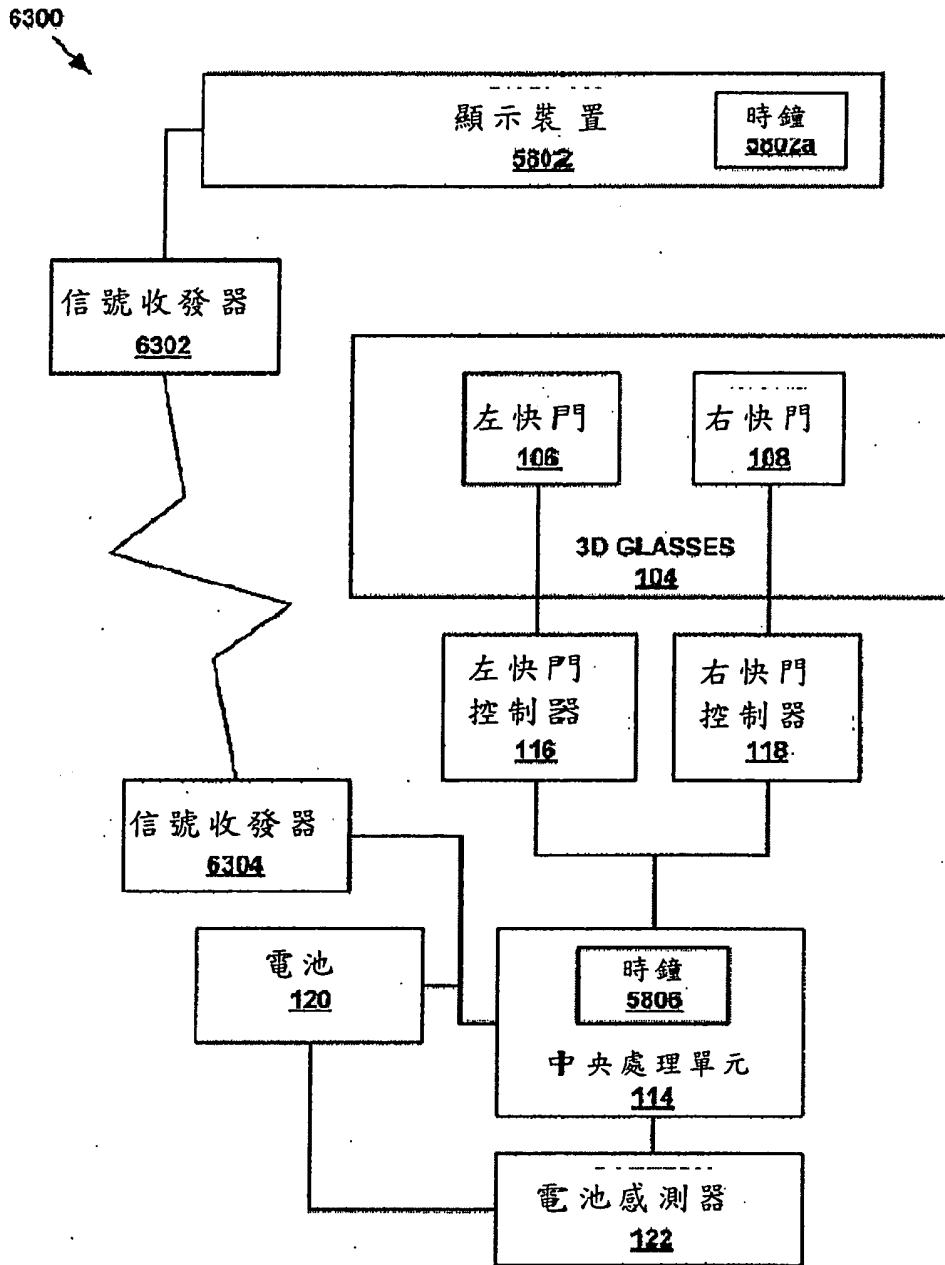 6300
顯示裝置
5802
時鐘
5802a
信號收發器
6302
左快門
106
右快門
108
3D GLASSES
104
左快門
控制器
116
右快門
控制器
118
信號收發器
6304
電池
120
時鐘
5806
中央處理單元
114
電池感測器
122